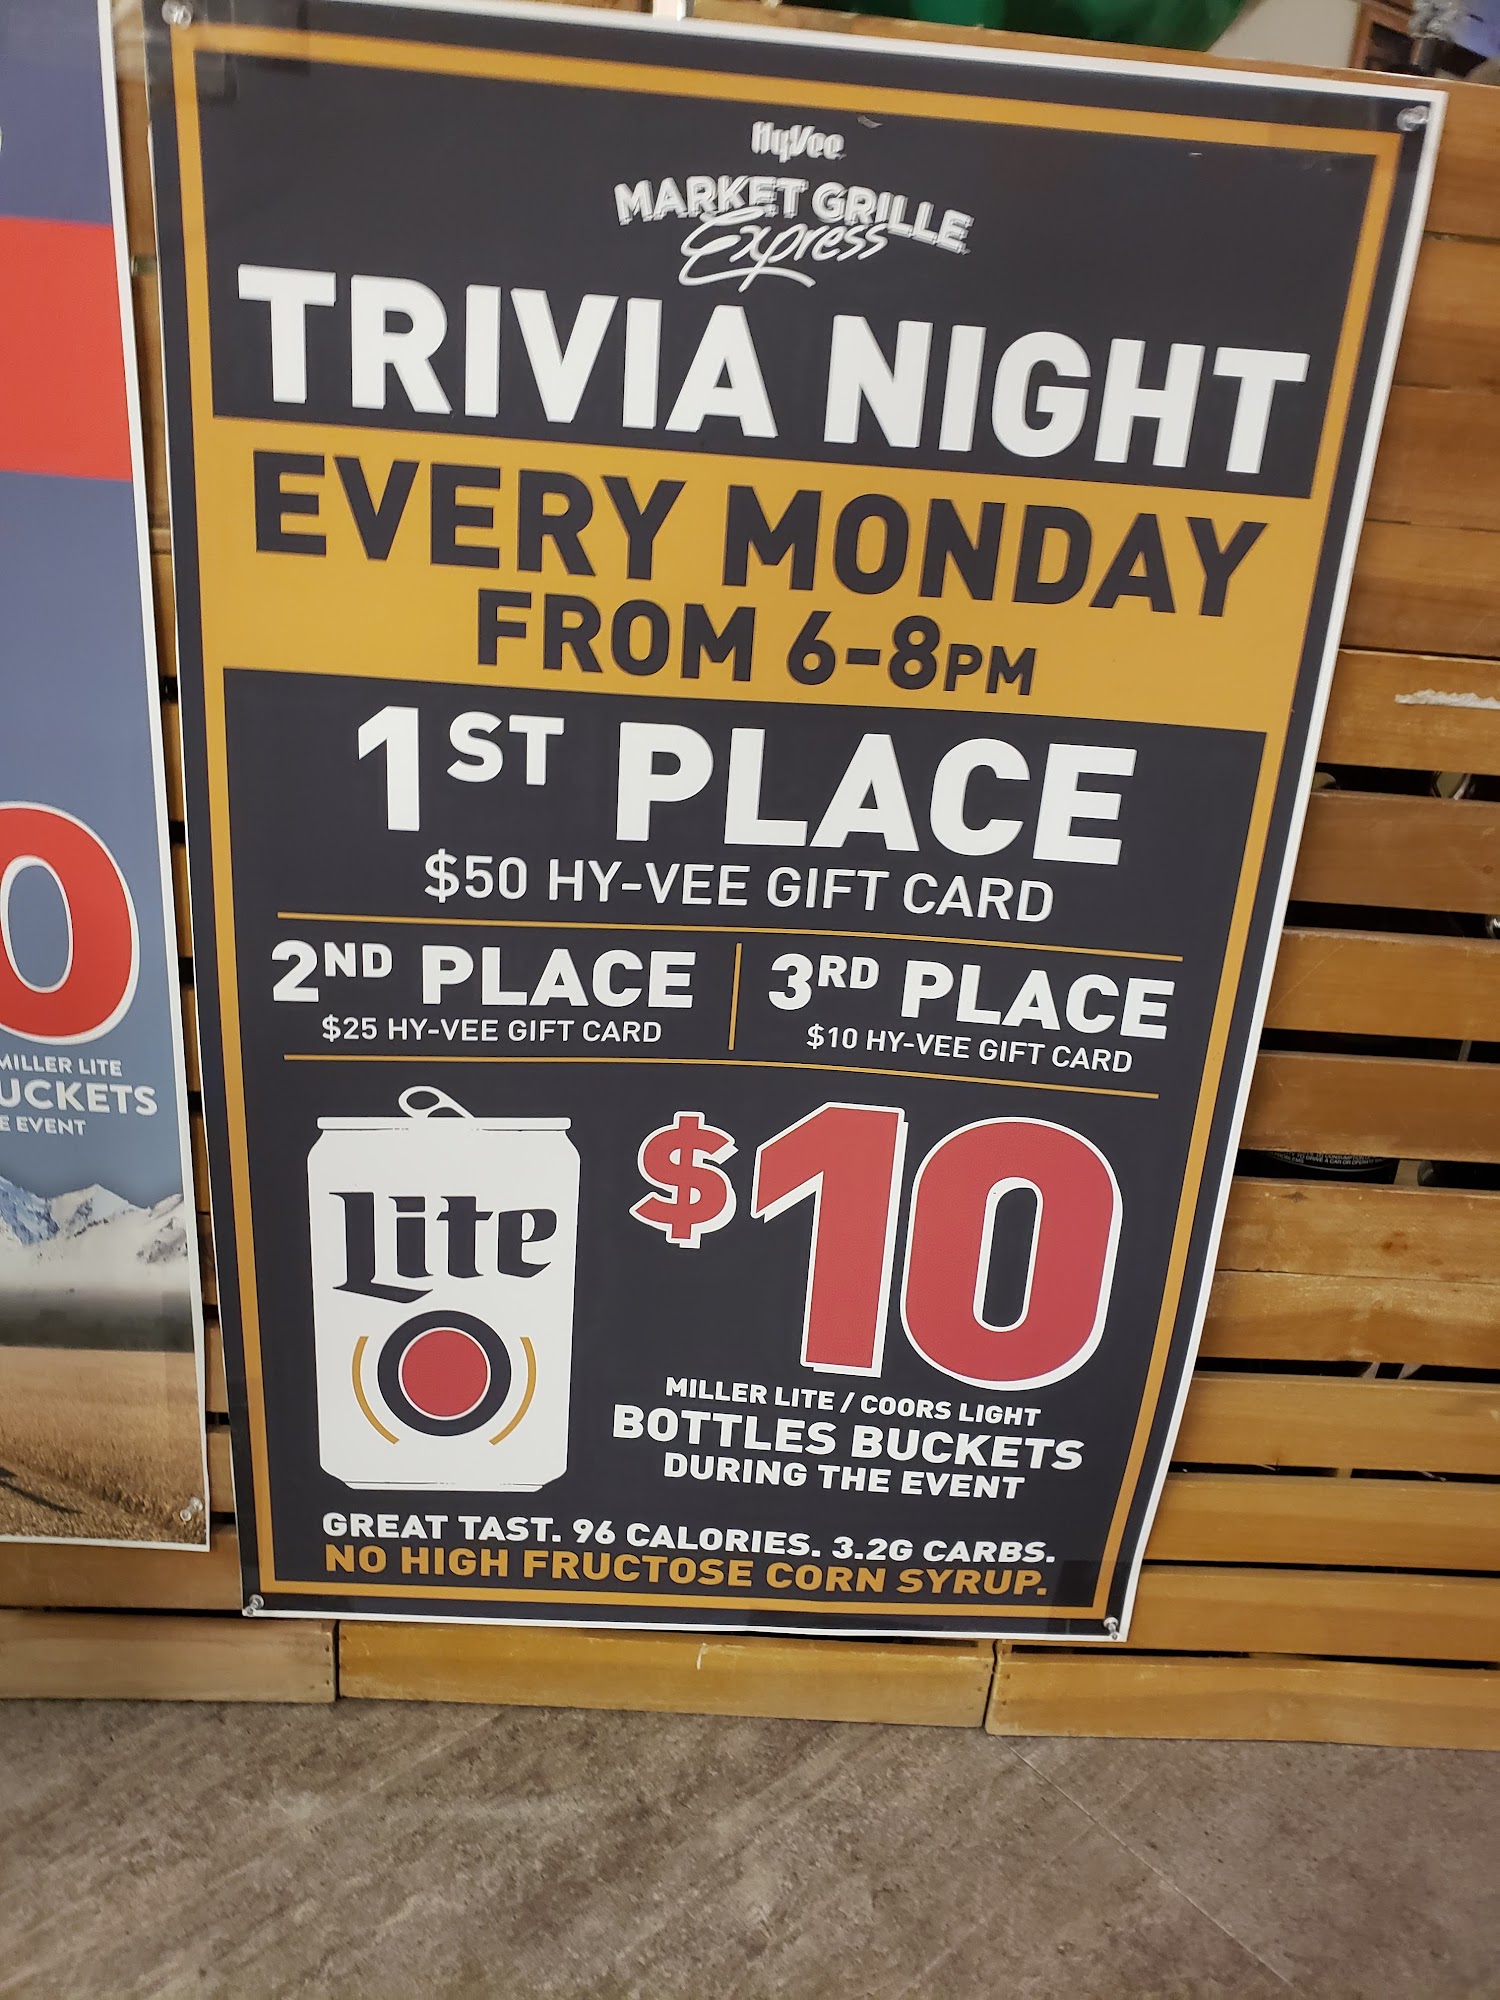 HyVee
MARKET GRILLE
Express
TRIVIA NIGHT
EVERY MONDAY
FROM 6-8PM
1ST PLACE
$50 HY-VEE GIFT CARD
2ND PLACE
$25 HY-VEE GIFT CARD
3RD PLACE
$10 HY-VEE GIFT CARD
Lite
$10
MILLER LITE / COORS LIGHT
BOTTLES BUCKETS
DURING THE EVENT
GREAT TAST. 96 CALORIES. 3.2G CARBS.
NO HIGH FRUCTOSE CORN SYRUP.
0
MILLER LITE
UCKETS
E EVENT